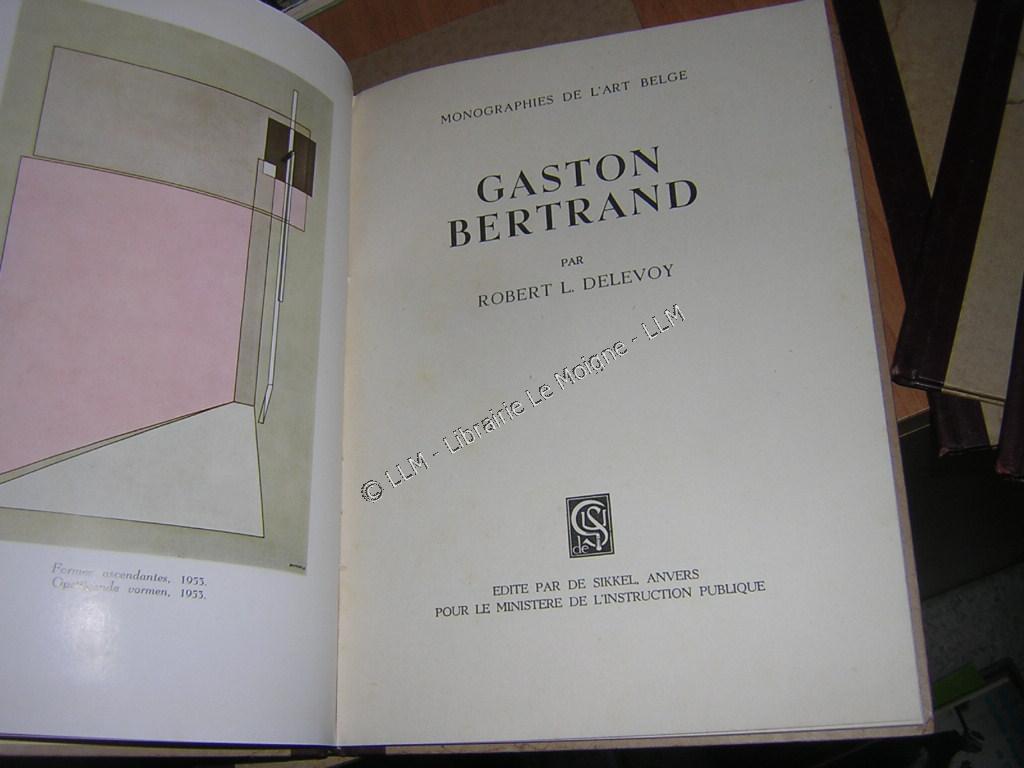 MONOGRAPHIES DE L'ART BELGE
GASTON
BERTRAND
PAR
ROBERT L. DELEVOY
© LLM - Librairie Le Moigne - LLM
EDITE PAR DE SIKKEL, ANVERS
POUR LE MINISTERE DE L'INSTRUCTION PUBLIQUE
Formes ascendantes, 1953.
vormen, 1953.